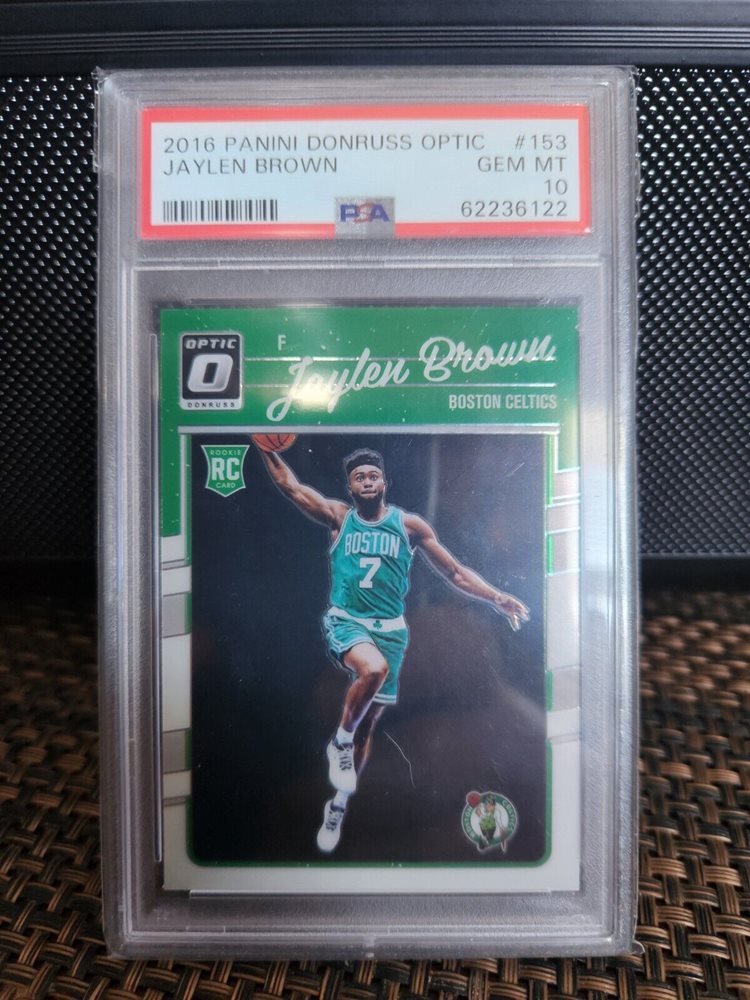 2016 PANINI DONRUSS OPTIC #153
JAYLEN BROWN GEM MT
10
PSA 62236122
OPTIC
DONRUSS
F
Jaylen Brown
BOSTON CELTICS
ROOKIE
RC
CARD
BOSTON
7